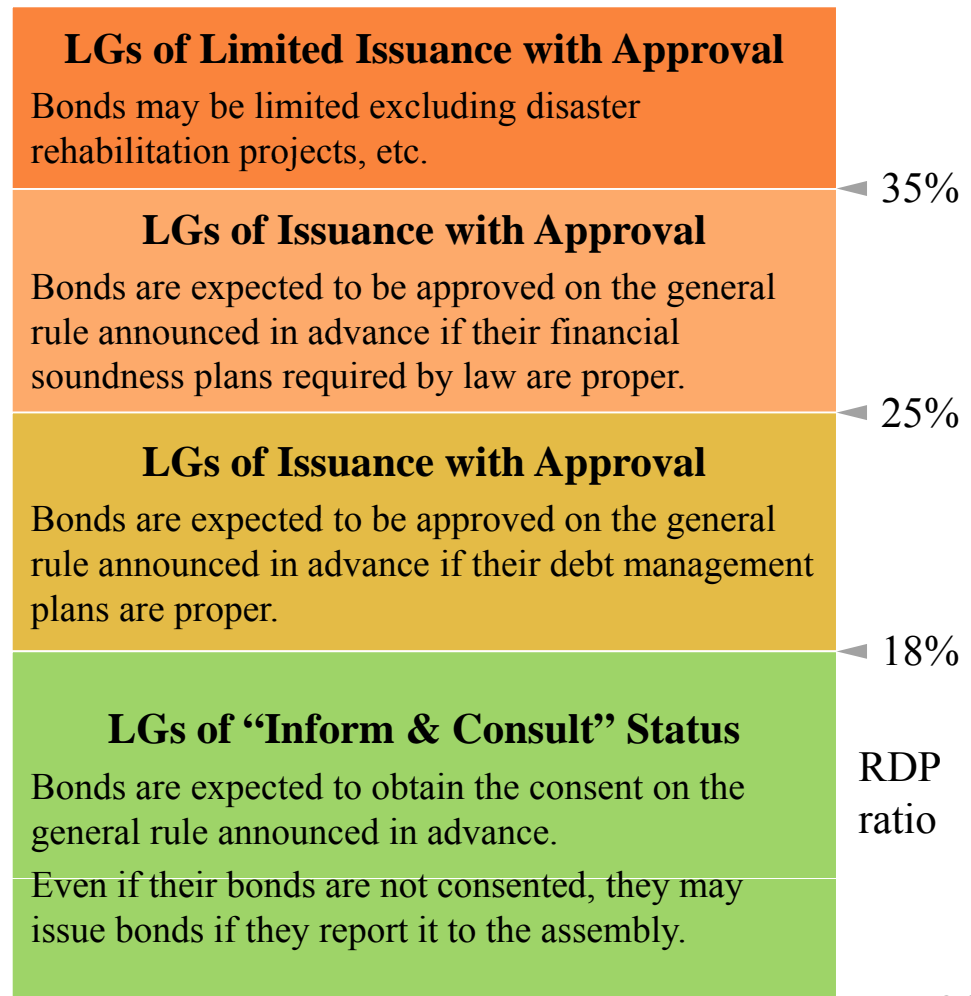 LGs of Limited Issuance with Approval
Bonds may be limited excluding disaster
rehabilitation projects, etc.
35%
LGs of Issuance with Approval
Bonds are expected to be approved on the general
rule announced in advance if their financial
soundness plans required by law are proper.
25%
LGs of Issuance with Approval
Bonds are expected to be approved on the general
rule announced in advance if their debt management
plans are proper.
18%
LGs of “Inform & Consult” Status
Bonds are expected to obtain the consent on the
general rule announced in advance.
Even if their bonds are not consented, they may
issue bonds if they report it to the assembly.
RDP
ratio